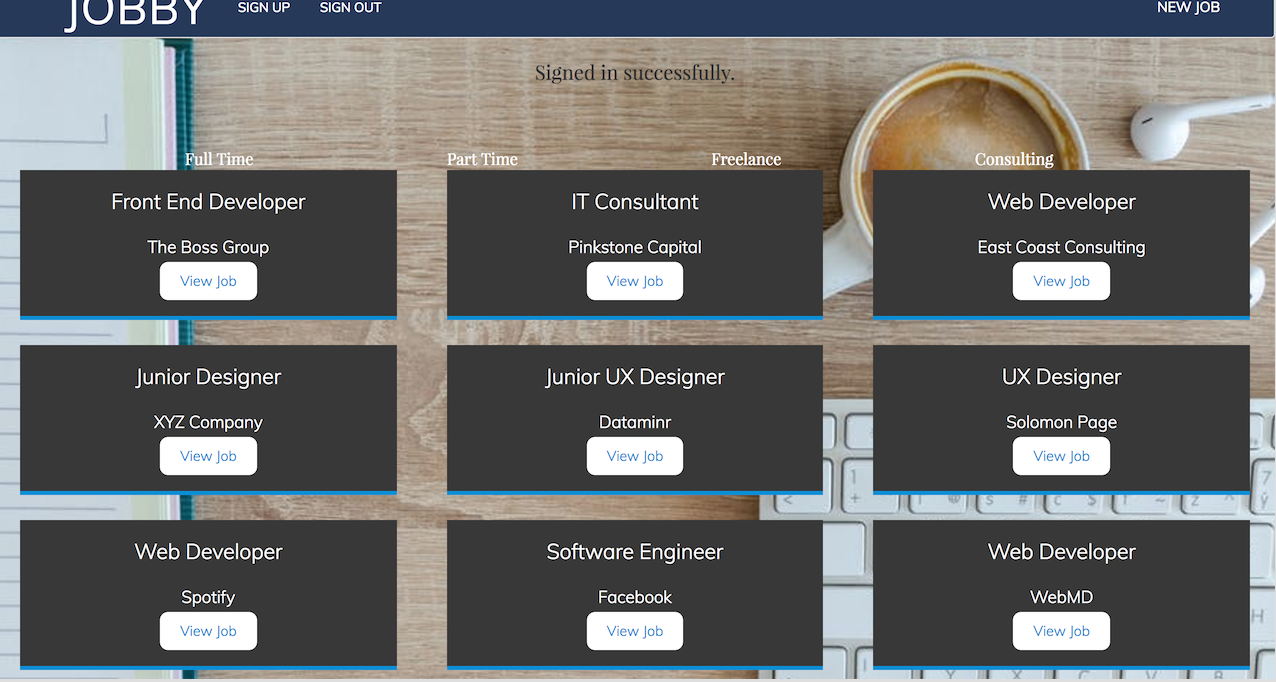 JOBBY SIGN UP SIGN OUT NEW JOB
Signed in successfully.
Full Time Part Time Freelance Consulting
Front End Developer
The Boss Group
View Job
IT Consultant
Pinkstone Capital
View Job
Web Developer
East Coast Consulting
View Job
Junior Designer
XYZ Company
View Job
Junior UX Designer
Dataminr
View Job
UX Designer
Solomon Page
View Job
Web Developer
Spotify
View Job
Software Engineer
Facebook
View Job
Web Developer
WebMD
View Job